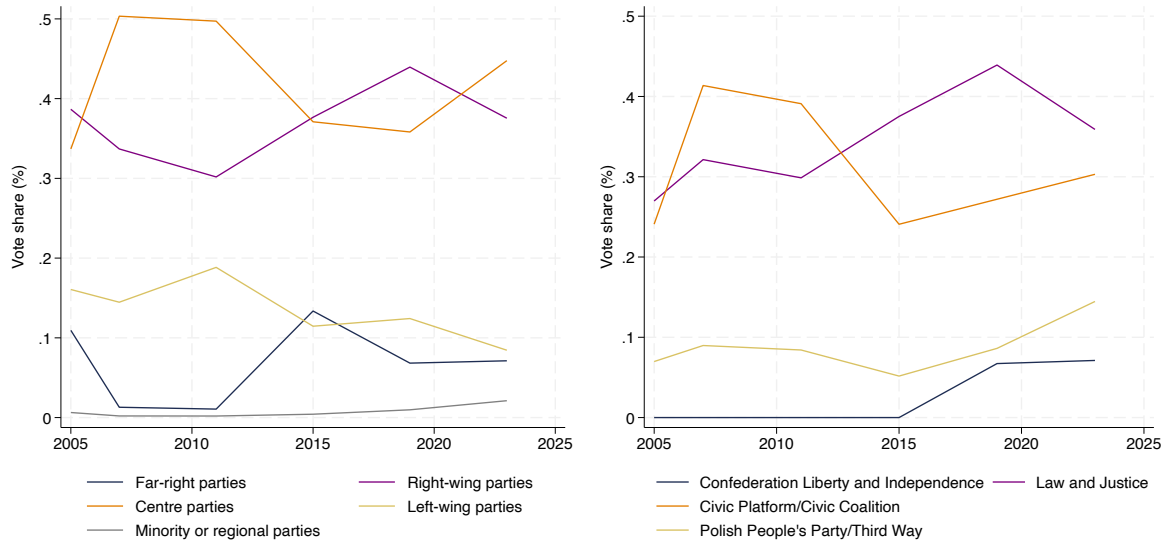 Vote share (%)
.5
.4
.3
.2
.1
0
2005 2010 2015 2020 2025
Far-right parties Right-wing parties
Centre parties Left-wing parties
Minority or regional parties
Vote share (%)
.5
.4
.3
.2
.1
0
2005 2010 2015 2020 2025
Confederation Liberty and Independence Law and Justice
Civic Platform/Civic Coalition
Polish People's Party/Third Way